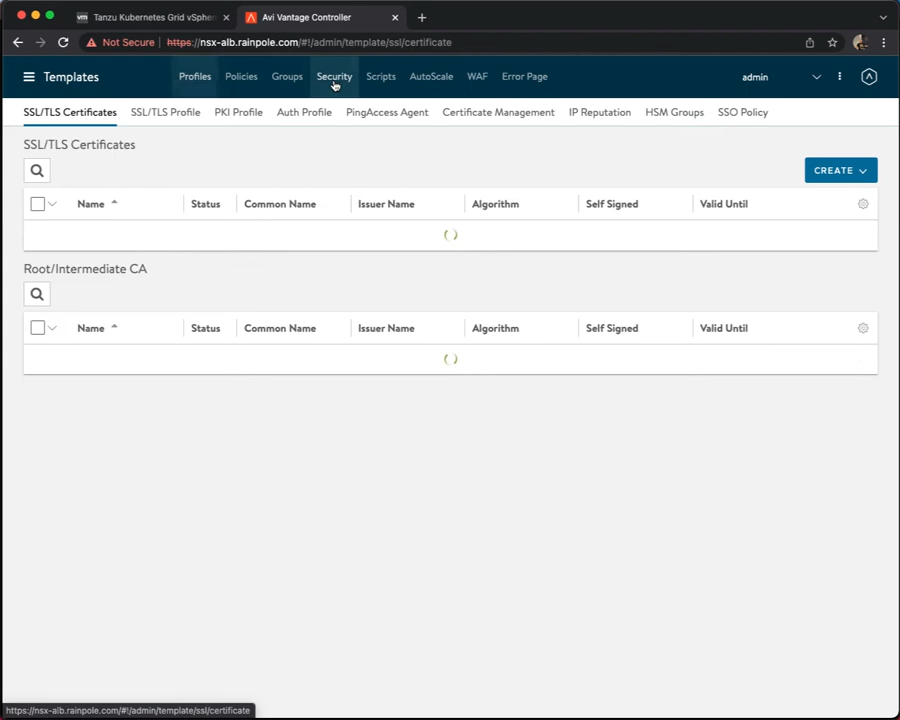 Tanzu Kubernetes Grid vSphere
Avi Vantage Controller
Not Secure
https://nsx-alb.rainpole.com/#!/admin/template/ssl/certificate
Templates
Profiles
Policies
Groups
Security
Scripts
AutoScale
WAF
Error Page
admin
SSL/TLS Certificates
SSL/TLS Profile
PKI Profile
Auth Profile
PingAccess Agent
Certificate Management
IP Reputation
HSM Groups
SSO Policy
SSL/TLS Certificates
CREATE
Name
Status
Common Name
Issuer Name
Algorithm
Self Signed
Valid Until
Root/Intermediate CA
Name
Status
Common Name
Issuer Name
Algorithm
Self Signed
Valid Until
https://nsx-alb.rainpole.com/#!/admin/template/ssl/certificate